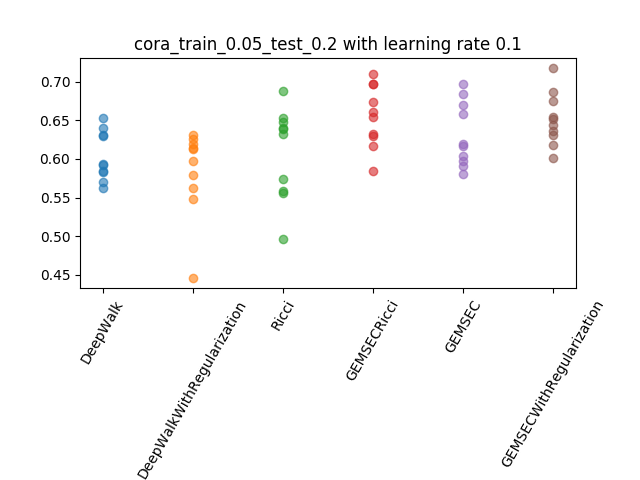 cora_train_0.05_test_0.2 with learning rate 0.1
0.70
0.65
0.60
0.55
0.50
0.45
DeepWalk
DeepWalkWithRegularization
Ricci
GEMSECRicci
GEMSEC
GEMSECWithRegularization